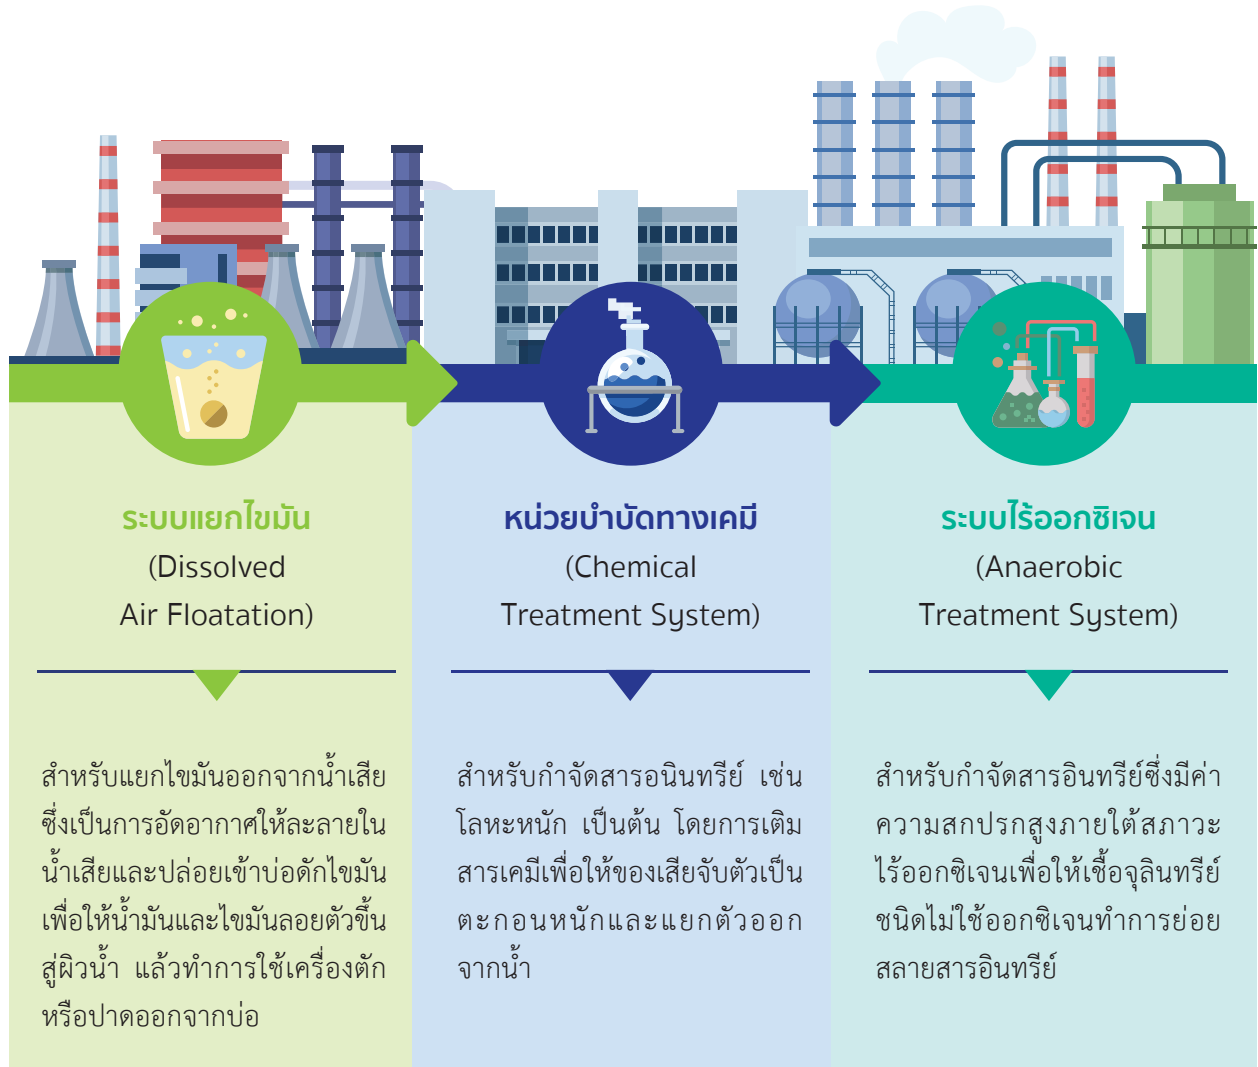 ระบบแยกไขมัน
(Dissolved
Air Floatation)
สำหรับแยกไขมันออกจากน้ำเสีย
ซึ่งเป็นการอัดอากาศให้ละลายใน
น้ำเสียและปล่อยเข้าบ่อดักไขมัน
เพื่อให้น้ำมันและไขมันลอยตัวขึ้น
สู่ผิวน้ำ แล้วทำการใช้เครื่องตัก
หรือปาดออกจากบ่อ
หน่วยบำบัดทางเคมี
(Chemical
Treatment System)
สำหรับกำจัดสารอนินทรีย์ เช่น
โลหะหนัก เป็นต้น โดยการเติม
สารเคมีเพื่อให้ของเสียจับตัวเป็น
ตะกอนหนักและแยกตัวออก
จากน้ำ
ระบบไร้ออกซิเจน
(Anaerobic
Treatment System)
สำหรับกำจัดสารอินทรีย์ซึ่งมีค่า
ความสกปรกสูงภายใต้สภาวะ
ไร้ออกซิเจนเพื่อให้เชื้อจุลินทรีย์
ชนิดไม่ใช้ออกซิเจนทำการย่อย
สลายสารอินทรีย์